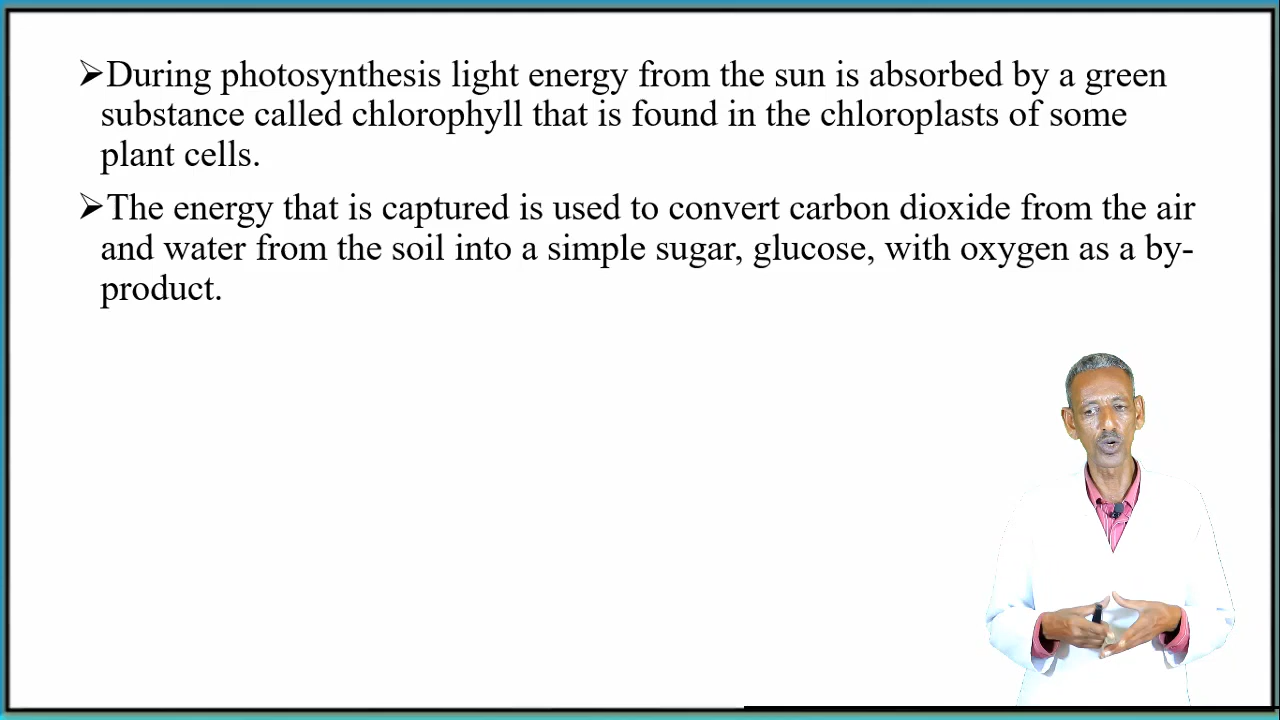 ➢During photosynthesis light energy from the sun is absorbed by a green
substance called chlorophyll that is found in the chloroplasts of some
plant cells.
➢The energy that is captured is used to convert carbon dioxide from the air
and water from the soil into a simple sugar, glucose, with oxygen as a by-
product.